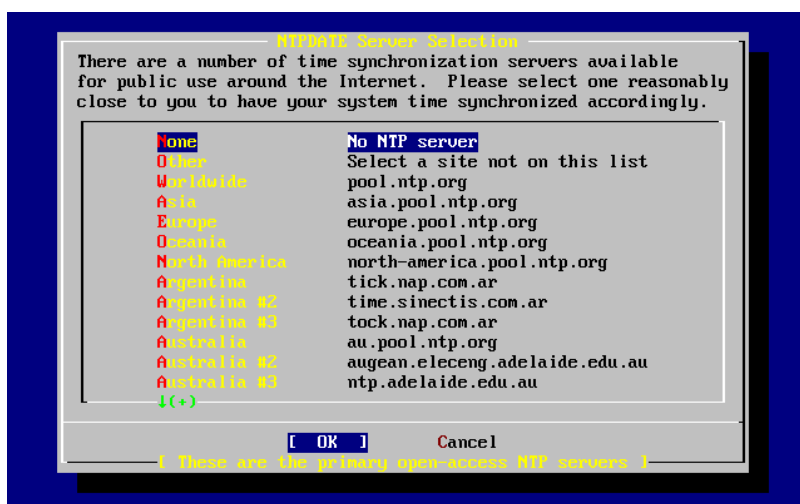 NTPDATE Server Selection
There are a number of time synchronization servers available
for public use around the Internet.  Please select one reasonably
close to you to have your system time synchronized accordingly.
None No NTP server
Other Select a site not on this list
Worldwide pool.ntp.org
Asia asia.pool.ntp.org
Europe europe.pool.ntp.org
Oceania oceania.pool.ntp.org
North America north-america.pool.ntp.org
Argentina tick.nap.com.ar
Argentina #2 time.sinectis.com.ar
Argentina #3 tock.nap.com.ar
Australia au.pool.ntp.org
Australia #2 augean.eleceng.adelaide.edu.au
Australia #3 ntp.adelaide.edu.au
↓(+)
[ OK ] Cancel
[ These are the primary open-access NTP servers ]